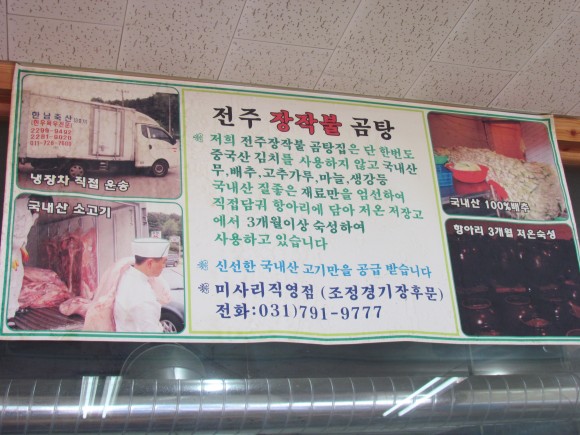 전주 장작불 곰탕
저희 전주장작불 곰탕집은 단 한번도
중국산 김치를 사용하지 않고 국내산
무,배추,고추가루,마늘,생강등
국내산 질좋은 재료만을 엄선하여
직접담궈 항아리에 담아 저온 저장고
에서 3개월이상 숙성하여
사용하고 있습니다
신선한 국내산 고기만을 공급 받습니다
미사리직영점 (조정경기장후문)
전화:031)791-9777
한남축산
냉장차 직접 운송
국내산 소고기
국내산 100%배추
항아리 3개월 저온숙성